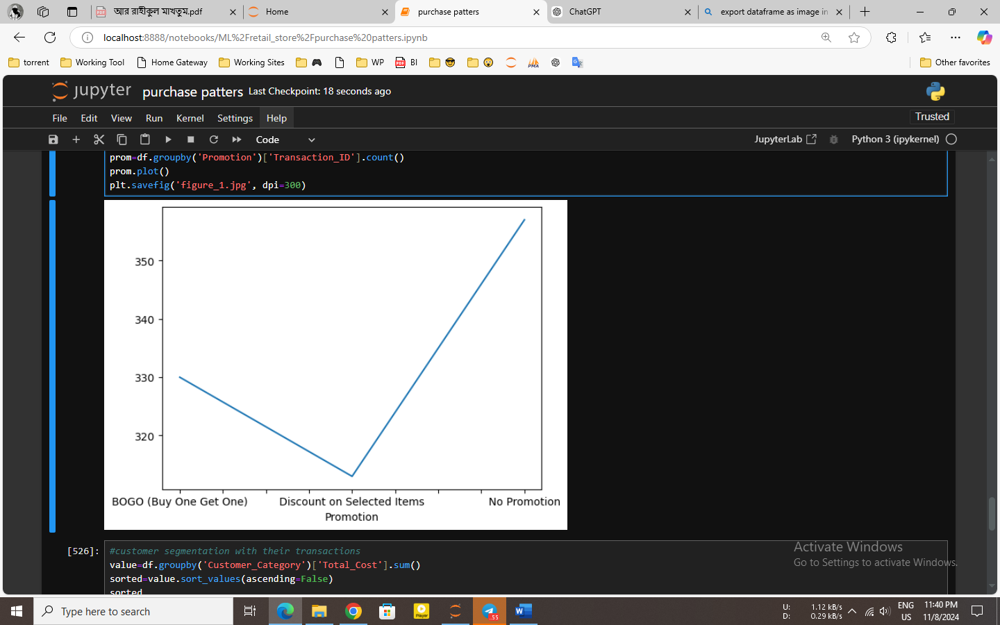 আর রাহীকুল মাখতুম.pdf
Home
purchase patters
ChatGPT
export dataframe as image in
localhost:8888/notebooks/ML%2Fretail_store%2Fpurchase%20patters.ipynb
torrent
Working Tool
Home Gateway
Working Sites
WP
BI
Other favorites
jupyter
purchase patters
Last Checkpoint: 18 seconds ago
Trusted
File
Edit
View
Run
Kernel
Settings
Help
Code
JupyterLab
Python 3 (ipykernel)
prom=df.groupby('Promotion')['Transaction_ID'].count()
prom.plot()
plt.savefig('figure_1.jpg', dpi=300)
350
340
330
320
BOGO (Buy One Get One)
Discount on Selected Items
No Promotion
Promotion
[526]:
#customer segmentation with their transactions
value=df.groupby('Customer_Category')['Total_Cost'].sum()
sorted=value.sort_values(ascending=False)
sorted
Activate Windows
Go to Settings to activate Windows.
Type here to search
U: 1.12 kB/s
D: 0.29 kB/s
ENG
US
11:40 PM
11/8/2024